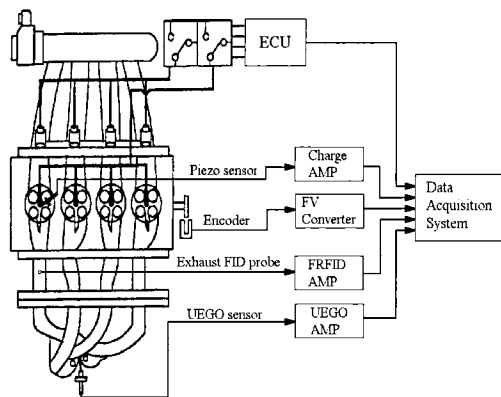 ECU
Piezo sensor
Charge
AMP
Encoder
FV
Converter
Data
Acquisition
System
Exhaust FID probe
FRFID
AMP
UEGO sensor
UEGO
AMP